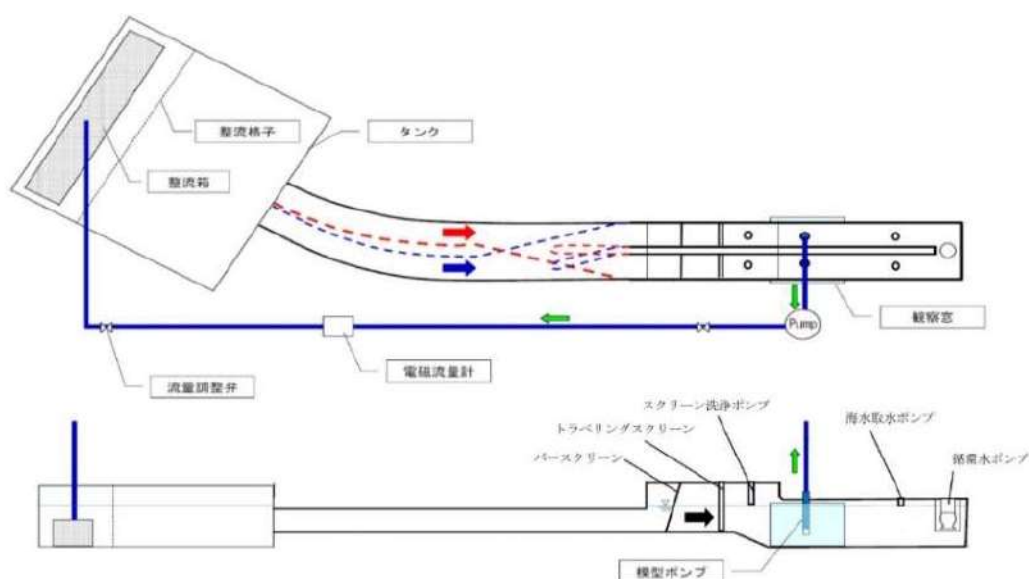 整流格子
タンク
整流箱
観察窓
Pump
電磁流量計
流量調整弁
スクリーン洗浄ポンプ
トラベリングスクリーン
バースクリーン
海水取水ポンプ
循環水ポンプ
模型ポンプ